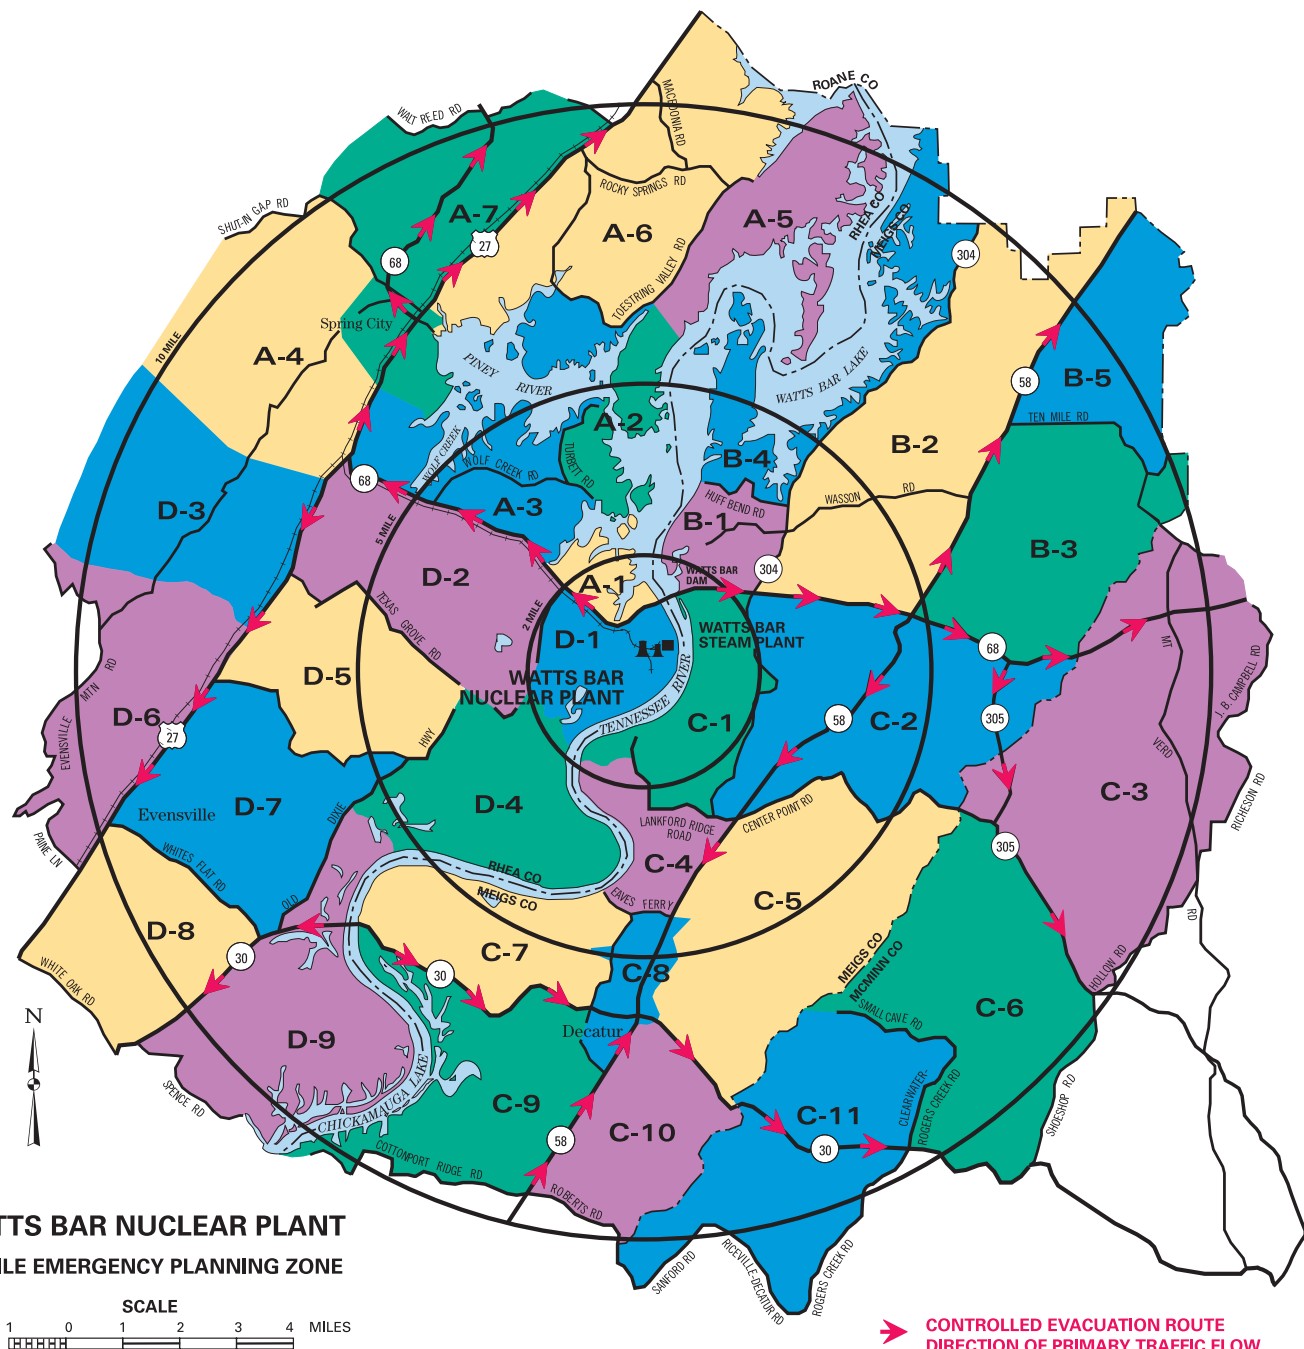 ROANE CO
WALT REED RD
MACEDONIA RD
ROCKY SPRINGS RD
SHUT-IN GAP RD
A-7
A-6
A-5
RHEA CO
MEIGS CO
27
68
304
TOESTRING VALLEY RD
Spring City
10 MILE
A-4
PINEY
RIVER
WATTS BAR LAKE
58
B-5
TEN MILE RD
A-2
B-2
WOLF CREEK
WOLF CREEK RD
TURBETT RD
B-4
68
HUFF BEND RD
WASSON
RD
D-3
A-3
B-1
5 MILE
B-3
D-2
A-1
WATTS BAR
DAM
304
TEXAS
GROVE
RD
2 MILE
D-1
WATTS BAR
STEAM PLANT
WATTS BAR
NUCLEAR PLANT
68
MT
VERD
RD
J. B. CAMPBELL RD
D-5
TENNESSEE RIVER
EVENSVILLE
MTN
RD
D-6
27
C-1
58
C-2
305
HWY
DIXIE
OLD
Evensville
D-7
D-4
C-3
RICHESON RD
PAINE LN
WHITES FLAT RD
LANKFORD RIDGE
ROAD
CENTER POINT RD
305
C-4
RHEA CO
MEIGS CO
EAVES FERRY
C-5
D-8
30
C-7
30
C-8
MEIGS CO
MCMINN CO
HOLLOW RD
WHITE OAK RD
SMALL CAVE RD
C-6
N
Decatur
D-9
CHICKAMAUGA LAKE
C-9
C-10
C-11
CLEARWATER-
ROGERS CREEK RD
SHOESHOP RD
SPENCE RD
58
30
COTTONPORT RIDGE RD
ROBERTS RD
SANFORD RD
RICEVILLE-DECATUR RD
ROGERS CREEK RD
TTS BAR NUCLEAR PLANT
ILE EMERGENCY PLANNING ZONE
SCALE
1 0 1 2 3 4 MILES
CONTROLLED EVACUATION ROUTE
DIRECTION OF PRIMARY TRAFFIC FLOW